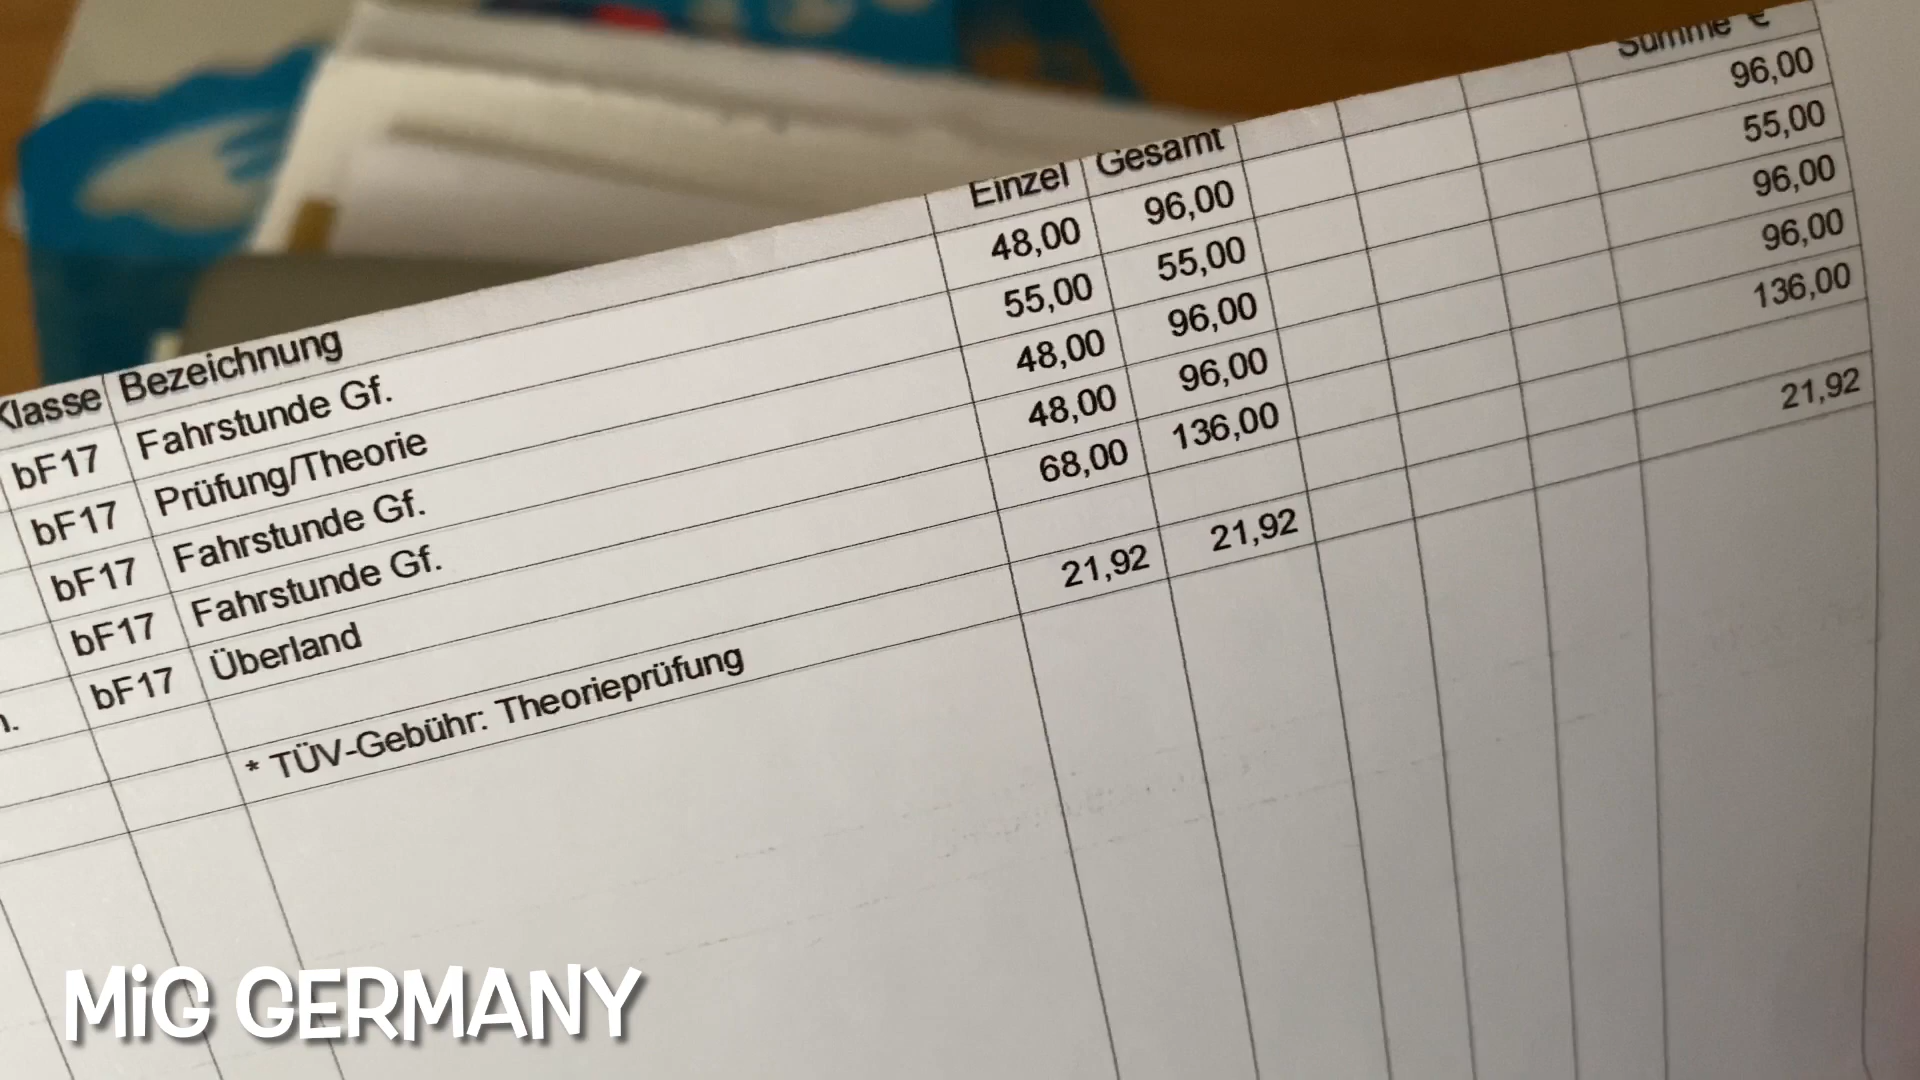 Klasse Bezeichnung Einzel Gesamt Summe €
bF17 Fahrstunde Gf. 48,00 96,00 96,00
bF17 Prüfung/Theorie 55,00 55,00 55,00
bF17 Fahrstunde Gf. 48,00 96,00 96,00
bF17 Fahrstunde Gf. 48,00 96,00 96,00
bF17 Überland 68,00 136,00 136,00
* TÜV-Gebühr: Theorieprüfung 21,92 21,92 21,92
MiG GERMANY